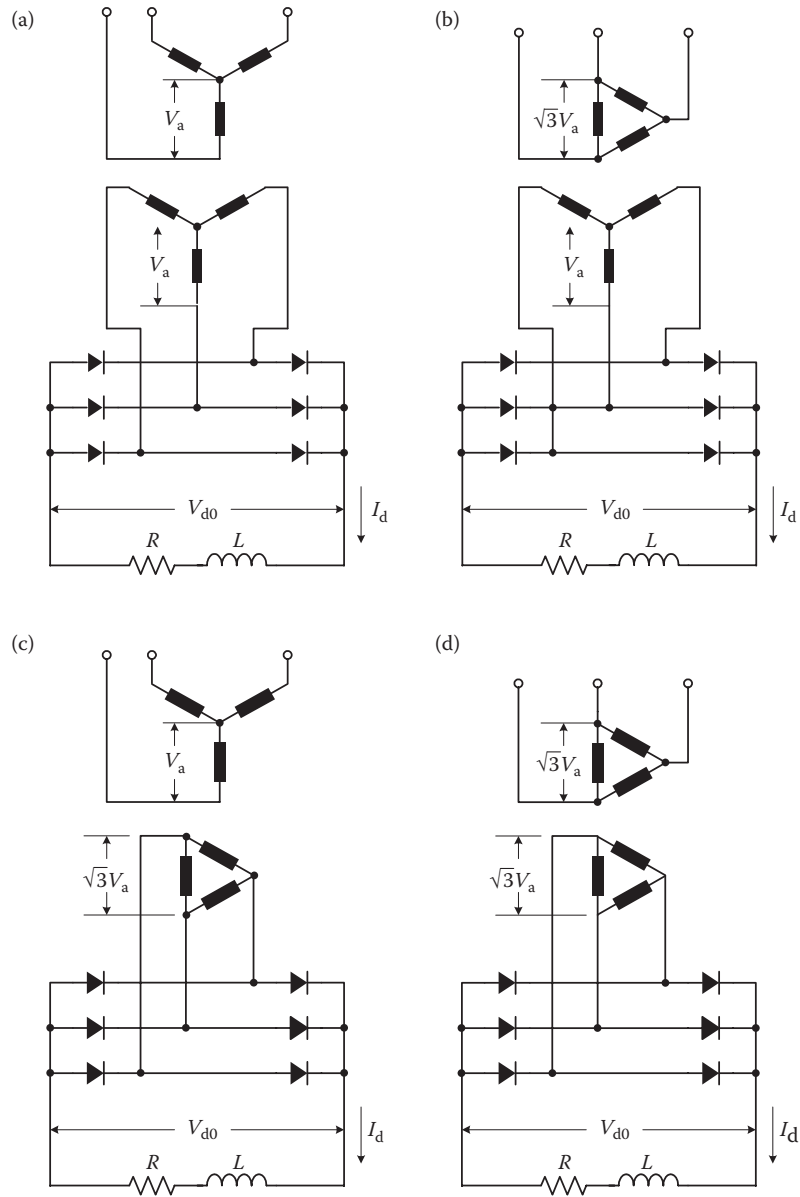 (a)
V_a
V_a
V_d0
I_d
R
L
(b)
√3V_a
V_a
V_d0
I_d
R
L
(c)
V_a
√3V_a
V_d0
I_d
R
L
(d)
√3V_a
√3V_a
V_d0
I_d
R
L